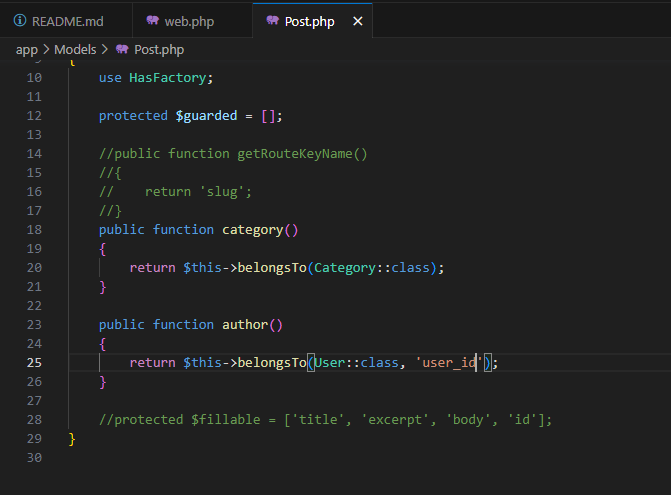 README.md web.php Post.php
app > Models > Post.php
{
10 use HasFactory;
11
12 protected $guarded = [];
13
14 //public function getRouteKeyName()
15 //{
16 //    return 'slug';
17 //}
18 public function category()
19 {
20     return $this->belongsTo(Category::class);
21 }
22
23 public function author()
24 {
25     return $this->belongsTo(User::class, 'user_id');
26 }
27
28 //protected $fillable = ['title', 'excerpt', 'body', 'id'];
29 }
30